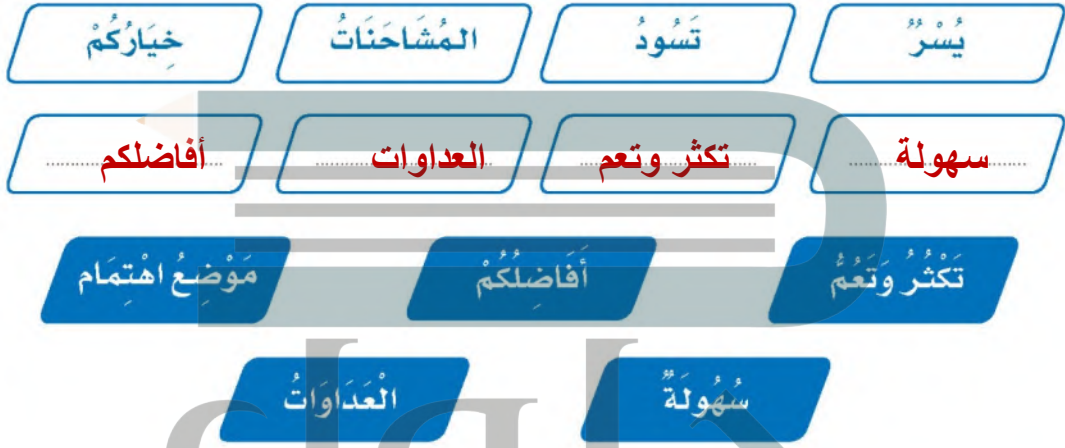 يُسْرٌ تَسُودُ المُشَاحَنَاتُ خِيَارُكُمْ
سهولة تكثر وتعم العداوات أفاضلكم
تَكْثُرُ وَتَعُمُّ أَفَاضِلُكُمْ مَوْضِعُ اهْتِمَام
سُهُولَةٌ الْعَدَاوَاتُ